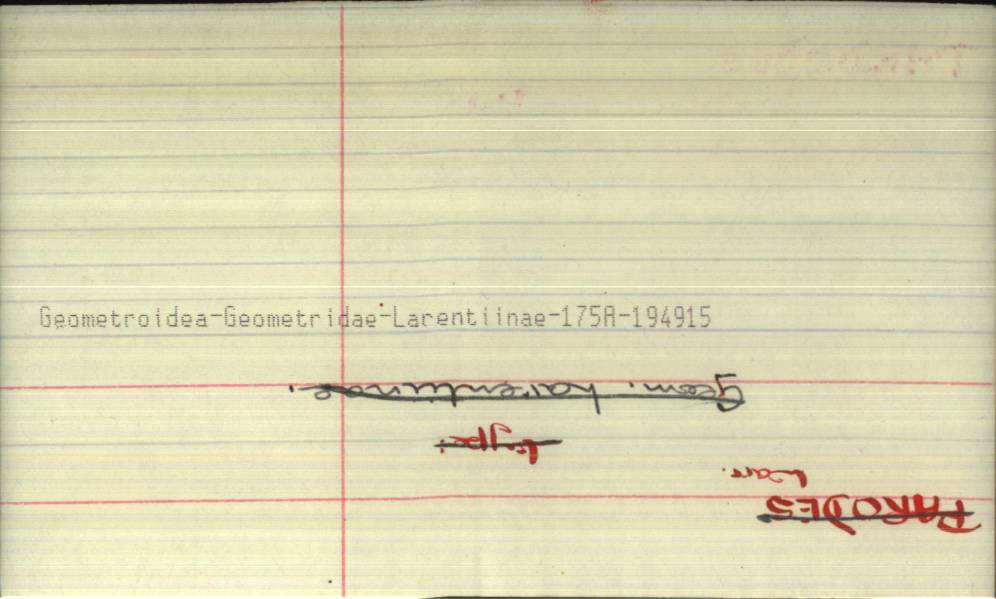 Geometroidea-Geometridae-Larentiinae-175A-194915
PARODES
Warr.
type.
Geom. Larentiinae.